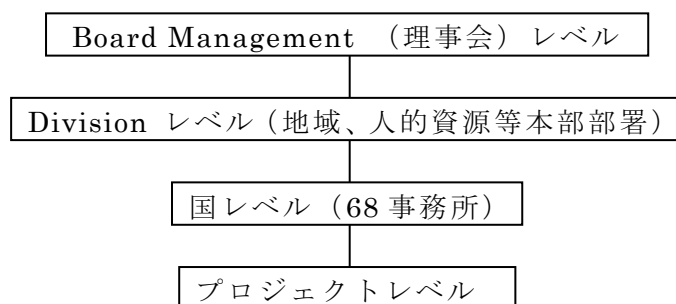 Board Management （理事会）レベル
Division レベル（地域、人的資源等本部部署）
国レベル（68 事務所）
プロジェクトレベル